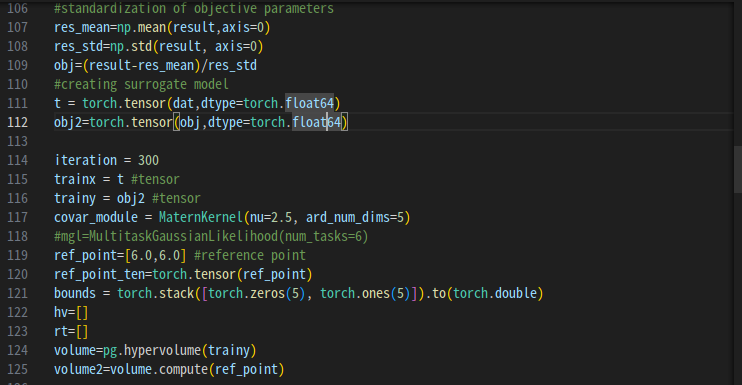 106 #standardization of objective parameters
107 res_mean=np.mean(result,axis=0)
108 res_std=np.std(result, axis=0)
109 obj=(result-res_mean)/res_std
110 #creating surrogate model
111 t = torch.tensor(dat,dtype=torch.float64)
112 obj2=torch.tensor(obj,dtype=torch.float64)
113
114 iteration = 300
115 trainx = t #tensor
116 trainy = obj2 #tensor
117 covar_module = MaternKernel(nu=2.5, ard_num_dims=5)
118 #mgl=MultitaskGaussianLikelihood(num_tasks=6)
119 ref_point=[6.0,6.0] #reference point
120 ref_point_ten=torch.tensor(ref_point)
121 bounds = torch.stack([torch.zeros(5), torch.ones(5)]).to(torch.double)
122 hv=[]
123 rt=[]
124 volume=pg.hypervolume(trainy)
125 volume2=volume.compute(ref_point)